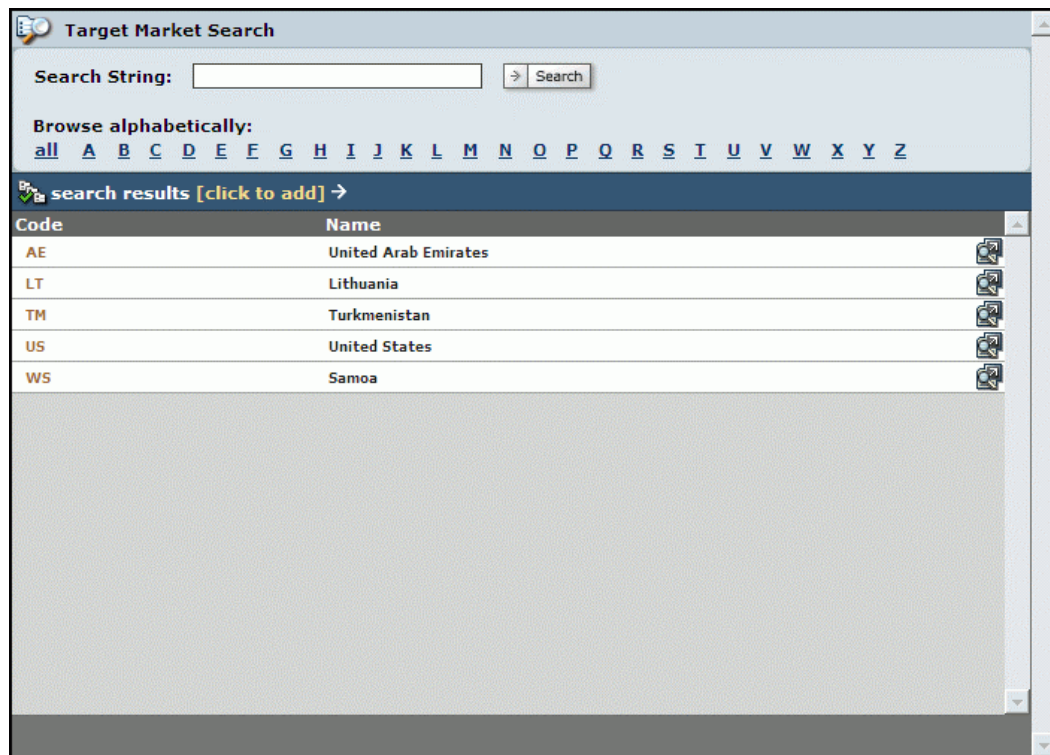 Target Market Search
Search String:
Search
Browse alphabetically:
all A B C D E F G H I J K L M N O P Q R S T U V W X Y Z
search results [click to add] →
Code Name
AE United Arab Emirates
LT Lithuania
TM Turkmenistan
US United States
WS Samoa